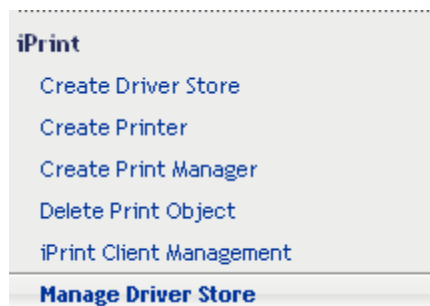 iPrint
Create Driver Store
Create Printer
Create Print Manager
Delete Print Object
iPrint Client Management
Manage Driver Store